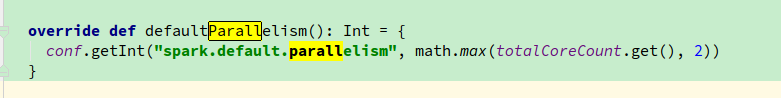 override def defaultParallelism(): Int = {
conf.getInt("spark.default.parallelism", math.max(totalCoreCount.get(), 2))
}